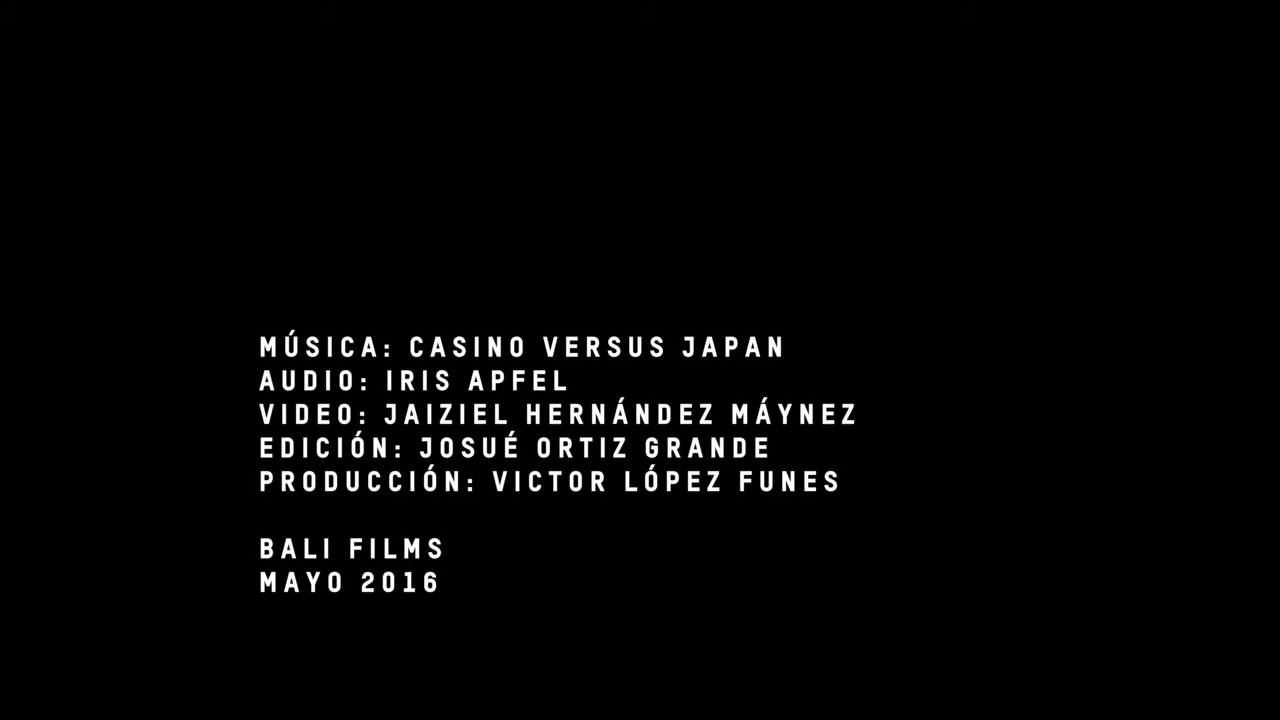 MÚSICA: CASINO VERSUS JAPAN
AUDIO: IRIS APFEL
VIDEO: JAIZIEL HERNÁNDEZ MÁYNEZ
EDICIÓN: JOSUÉ ORTIZ GRANDE
PRODUCCIÓN: VICTOR LÓPEZ FUNES
BALI FILMS
MAYO 2016